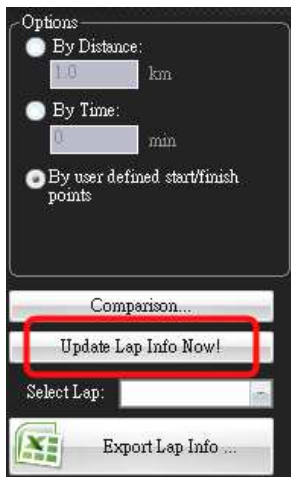 Options
By Distance:
1.0 km
By Time:
0 min
By user defined start/finish
points
Comparison...
Update Lap Info Now!
Select Lap:
Export Lap Info ...